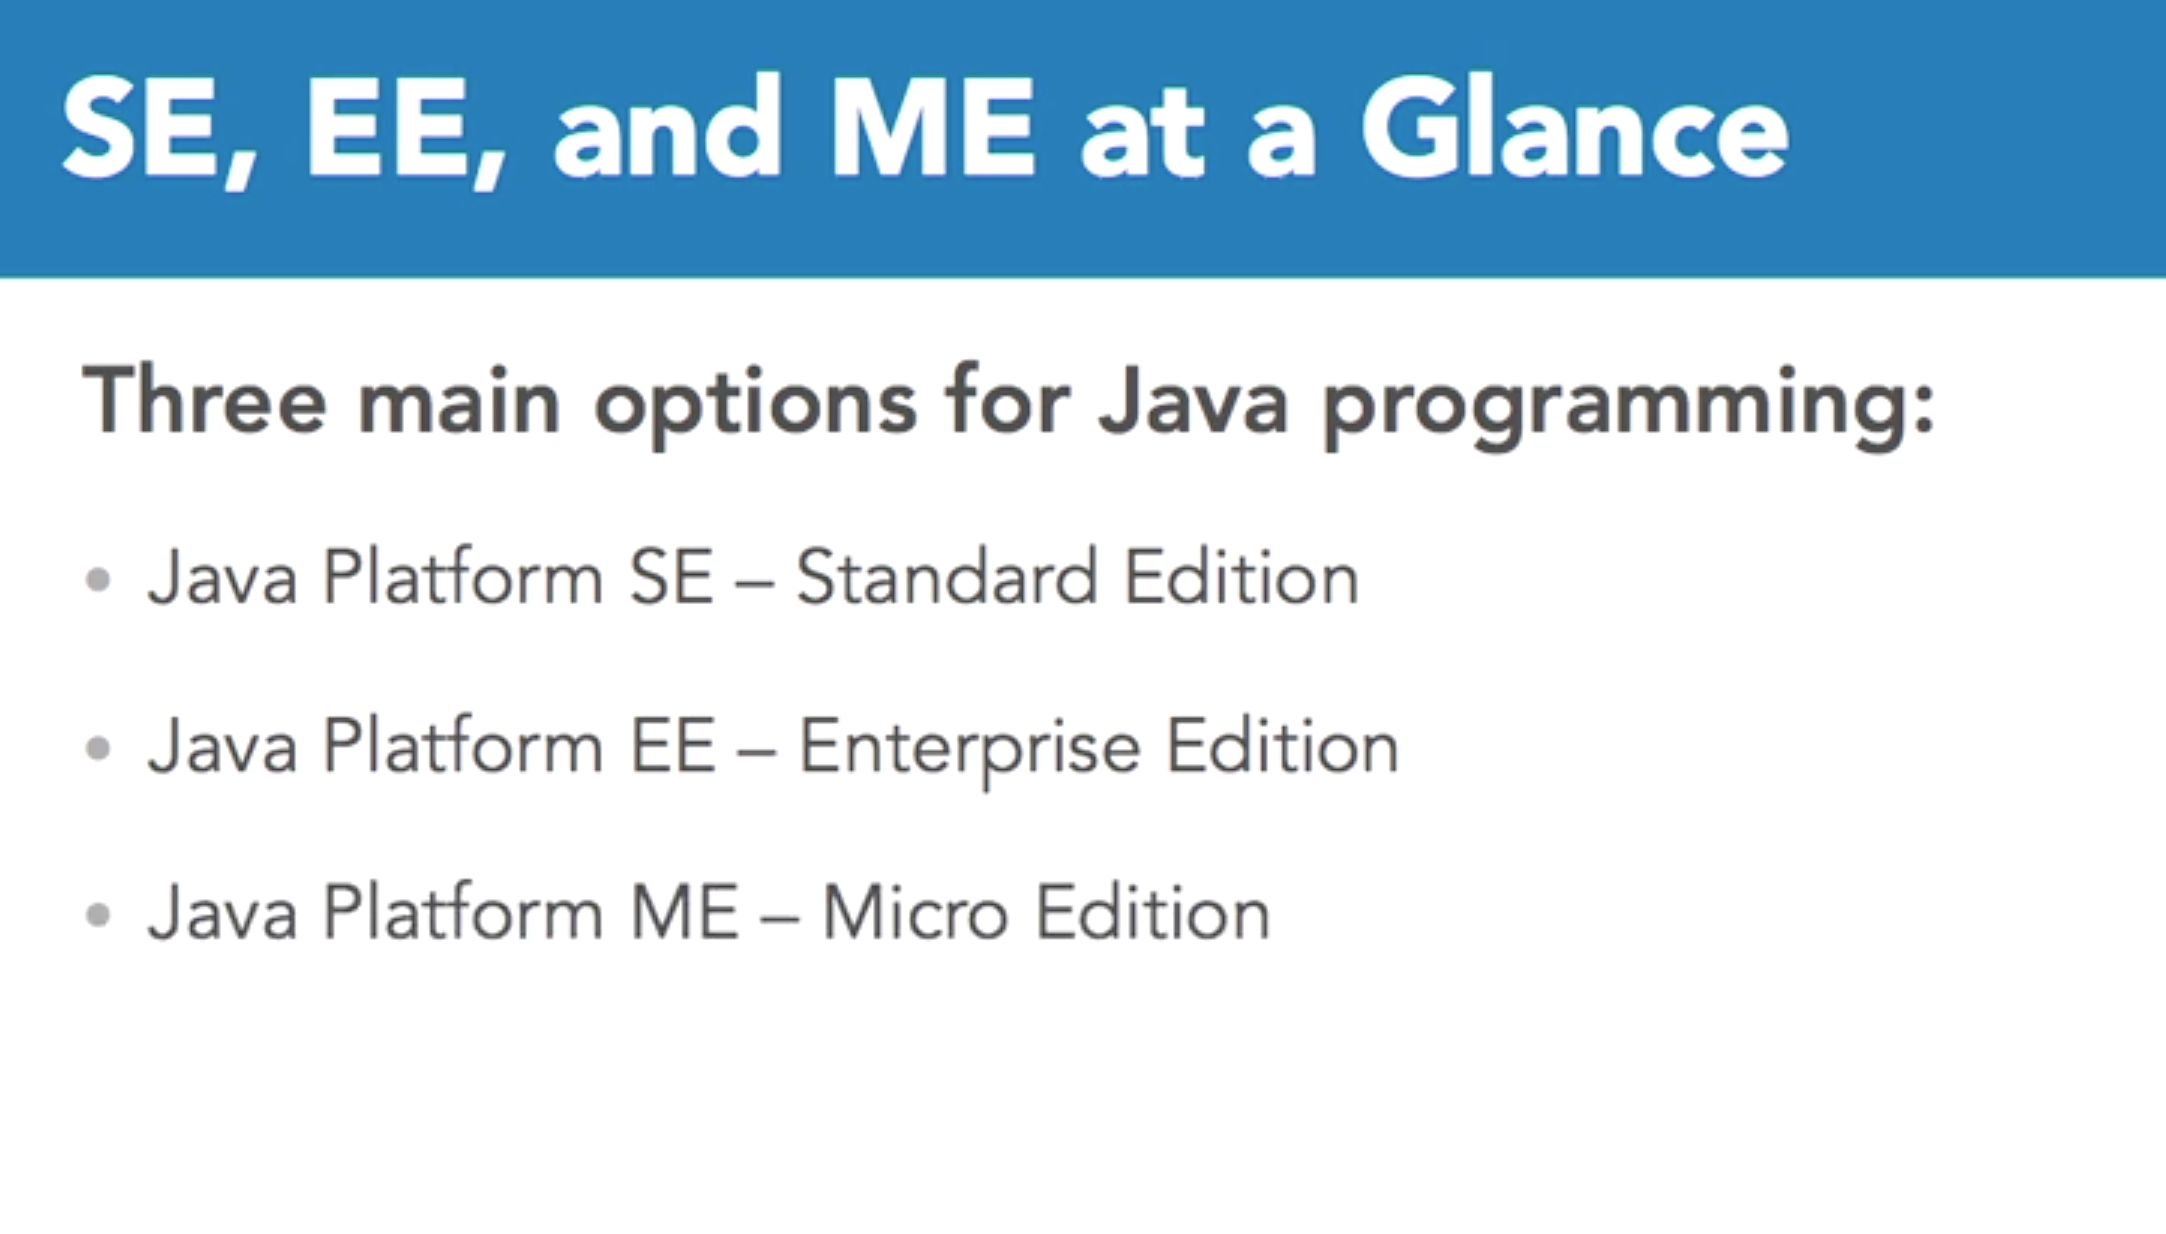 SE, EE, and ME at a Glance
Three main options for Java programming:
• Java Platform SE – Standard Edition
• Java Platform EE – Enterprise Edition
• Java Platform ME – Micro Edition